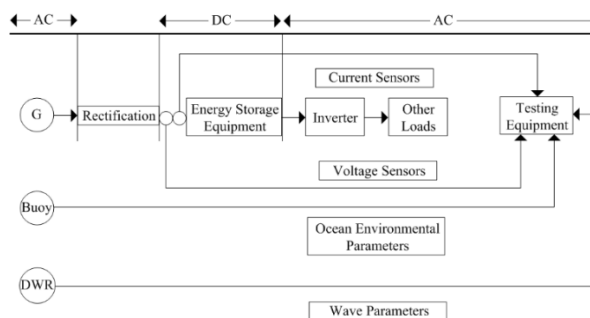 AC
DC
AC
Current Sensors
G
Rectification
Energy Storage
Equipment
Inverter
Other
Loads
Testing
Equipment
Voltage Sensors
Buoy
Ocean Environmental
Parameters
DWR
Wave Parameters